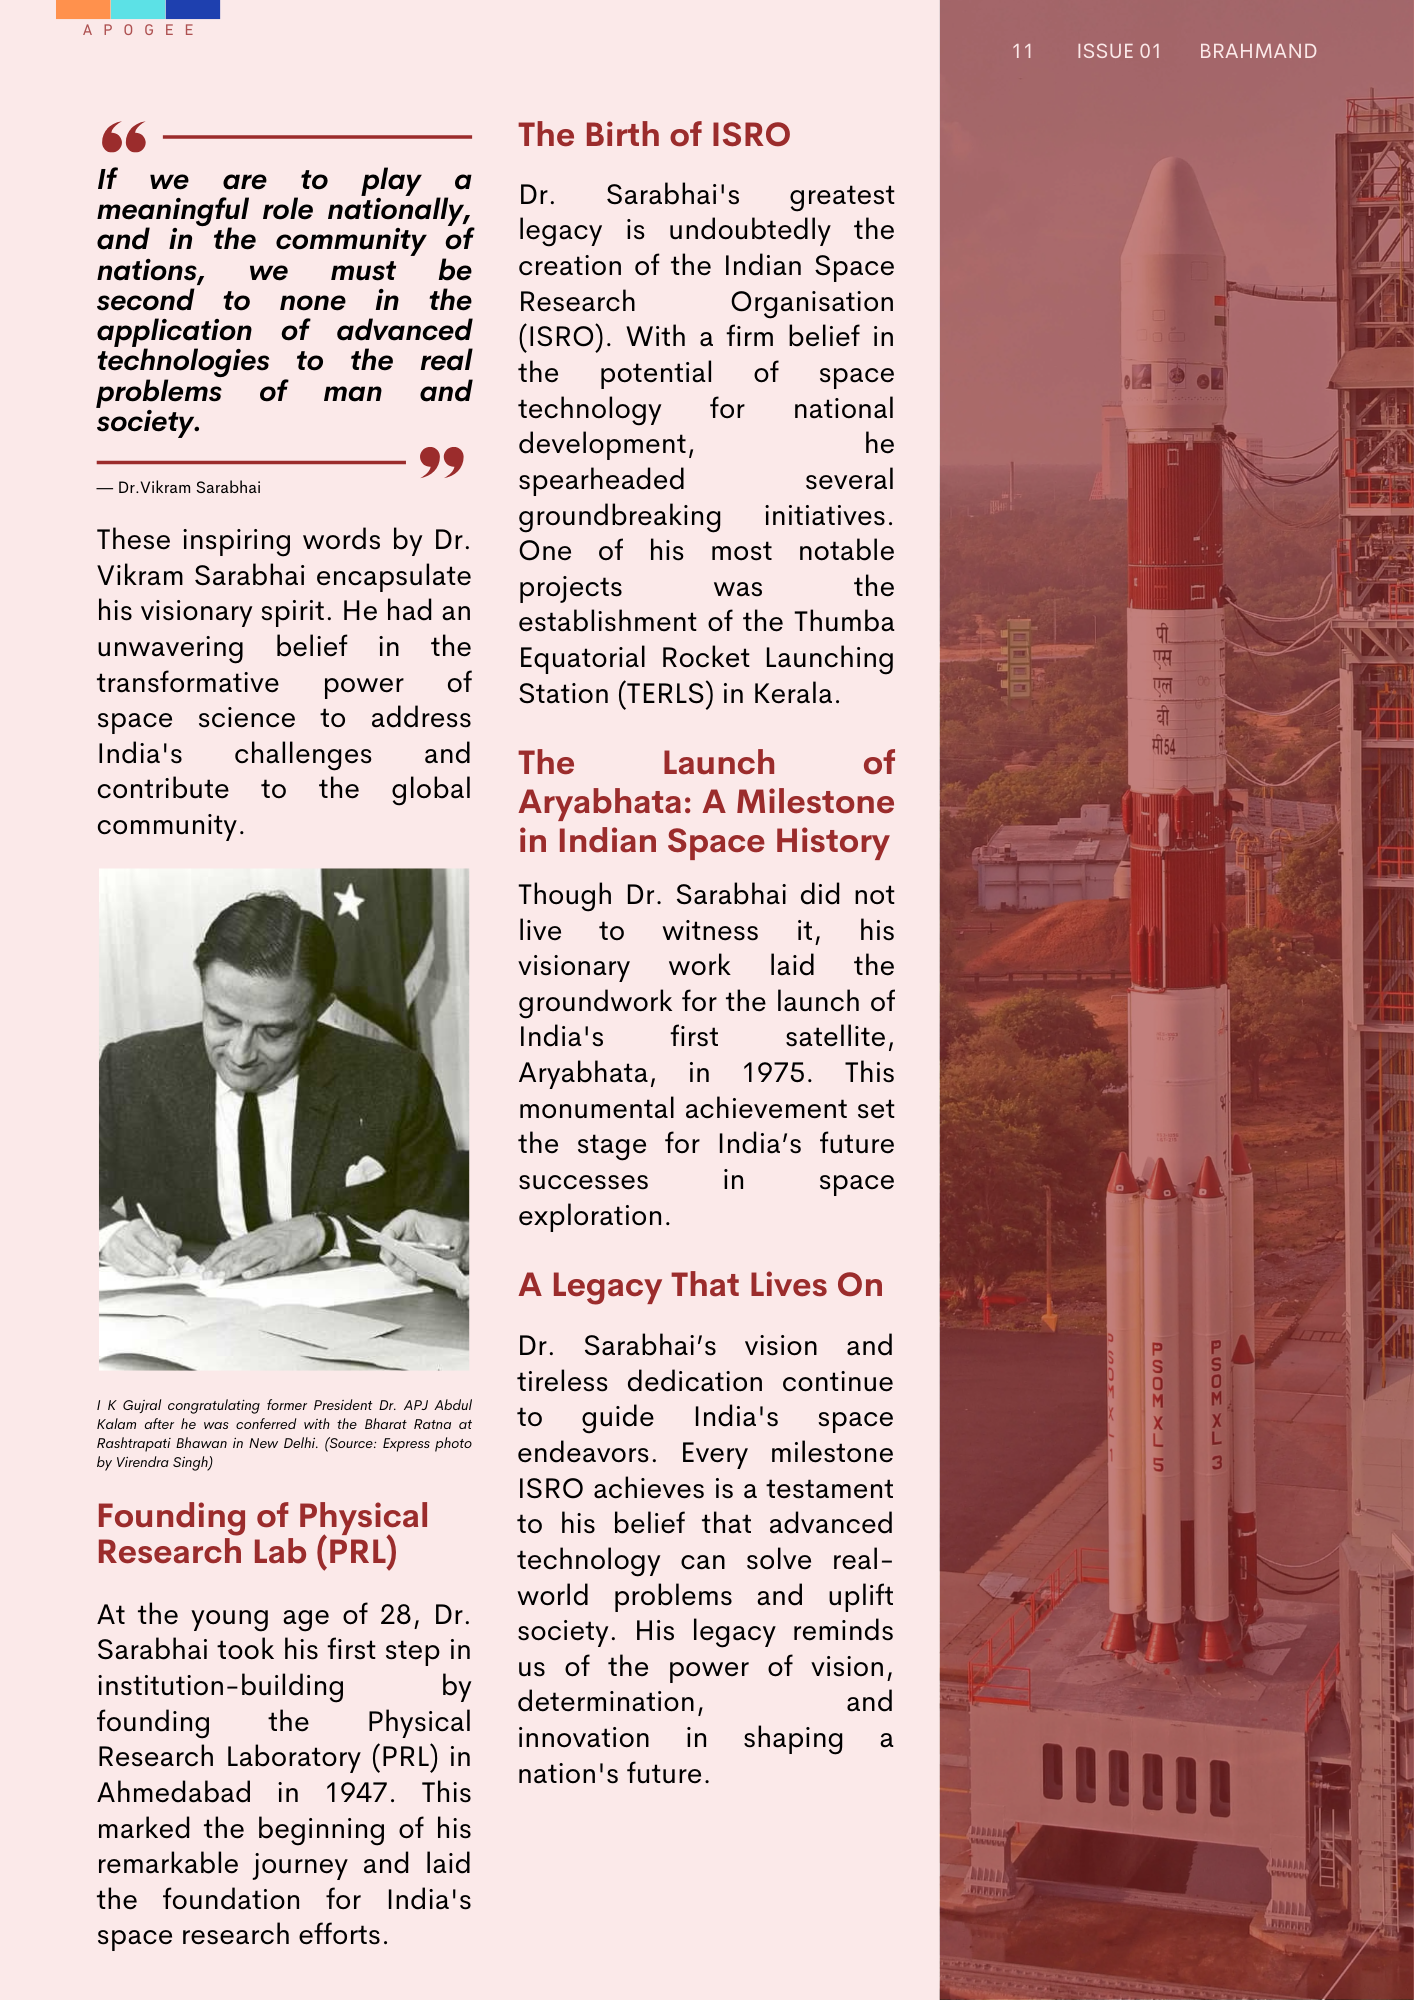 APOGEE
11 ISSUE 01 BRAHMAND
If we are to play a
meaningful role nationally,
and in the community of
nations, we must be
second to none in the
application of advanced
technologies to the real
problems of man and
society.
— Dr.Vikram Sarabhai
These inspiring words by Dr.
Vikram Sarabhai encapsulate
his visionary spirit. He had an
unwavering belief in the
transformative power of
space science to address
India's challenges and
contribute to the global
community.
I K Gujral congratulating former President Dr. APJ Abdul
Kalam after he was conferred with the Bharat Ratna at
Rashtrapati Bhawan in New Delhi. (Source: Express photo
by Virendra Singh)
Founding of Physical
Research Lab (PRL)
At the young age of 28, Dr.
Sarabhai took his first step in
institution-building by
founding the Physical
Research Laboratory (PRL) in
Ahmedabad in 1947. This
marked the beginning of his
remarkable journey and laid
the foundation for India's
space research efforts.
The Birth of ISRO
Dr. Sarabhai's greatest
legacy is undoubtedly the
creation of the Indian Space
Research Organisation
(ISRO). With a firm belief in
the potential of space
technology for national
development, he
spearheaded several
groundbreaking initiatives.
One of his most notable
projects was the
establishment of the Thumba
Equatorial Rocket Launching
Station (TERLS) in Kerala.
The Launch of
Aryabhata: A Milestone
in Indian Space History
Though Dr. Sarabhai did not
live to witness it, his
visionary work laid the
groundwork for the launch of
India's first satellite,
Aryabhata, in 1975. This
monumental achievement set
the stage for India’s future
successes in space
exploration.
A Legacy That Lives On
Dr. Sarabhai’s vision and
tireless dedication continue
to guide India's space
endeavors. Every milestone
ISRO achieves is a testament
to his belief that advanced
technology can solve real-
world problems and uplift
society. His legacy reminds
us of the power of vision,
determination, and
innovation in shaping a
nation's future.
पी
एस
एल
वी
सी54
PSOM XL 1
PSOM XL 5
PSOM XL 3